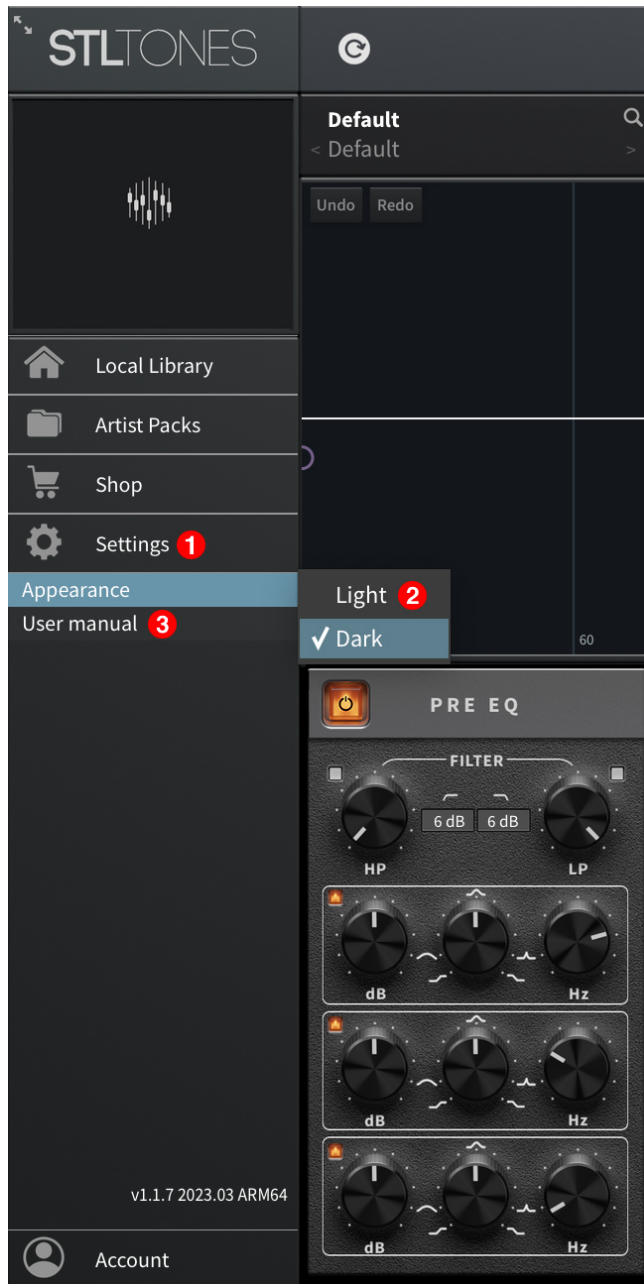 STLTONES
Default
< Default >
Undo Redo
Local Library
Artist Packs
Shop
Settings 1
Appearance
User manual 3
Light 2
✓ Dark
60
PRE EQ
FILTER
6 dB 6 dB
HP LP
dB Hz
dB Hz
dB Hz
v1.1.7 2023.03 ARM64
Account